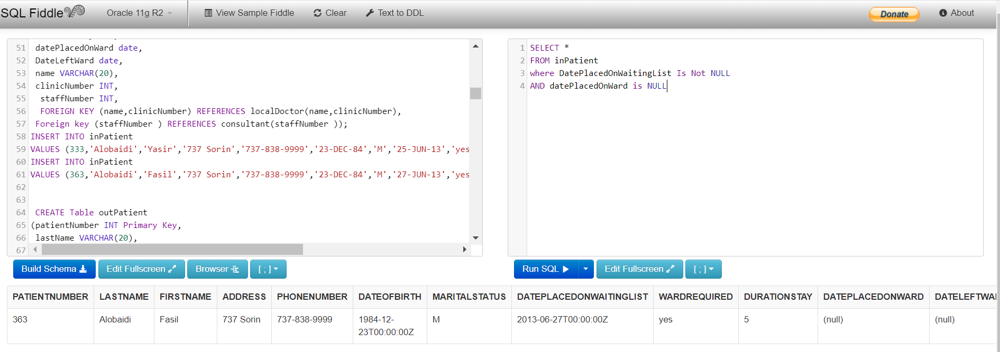 SQL Fiddle Oracle 11g R2 View Sample Fiddle Clear Text to DDL Donate About
51 datePlacedOnWard date,
52 DateLeftWard date,
53 name VARCHAR(20),
54 clinicNumber INT,
55 staffNumber INT,
56 FOREIGN KEY (name,clinicNumber) REFERENCES localDoctor(name,clinicNumber),
57 Foreign key (staffNumber ) REFERENCES consultant(staffNumber ));
58 INSERT INTO inPatient
59 VALUES (333,'Alobaidi','Yasir','737 Sorin','737-838-9999','23-DEC-84','M','25-JUN-13','yes
60 INSERT INTO inPatient
61 VALUES (363,'Alobaidi','Fasil','737 Sorin','737-838-9999','23-DEC-84','M','27-JUN-13','yes
62
63
64 CREATE Table outPatient
65 (patientNumber INT Primary Key,
66 lastName VARCHAR(20),
67
1 SELECT *
2 FROM inPatient
3 where DatePlacedOnWaitingList Is Not NULL
4 AND datePlacedOnWard is NULL
Build Schema Edit Fullscreen Browser [ ; ] Run SQL Edit Fullscreen [ ; ]
PATIENTNUMBER LASTNAME FIRSTNAME ADDRESS PHONENUMBER DATEOFBIRTH MARITALSTATUS DATEPLACEDONWAITINGLIST WARDREQUIRED DURATIONSTAY DATEPLACEDONWARD DATELEFTWA
363 Alobaidi Fasil 737 Sorin 737-838-9999 1984-12- M 2013-06-27T00:00:00Z yes 5 (null) (null)
23T00:00:00Z